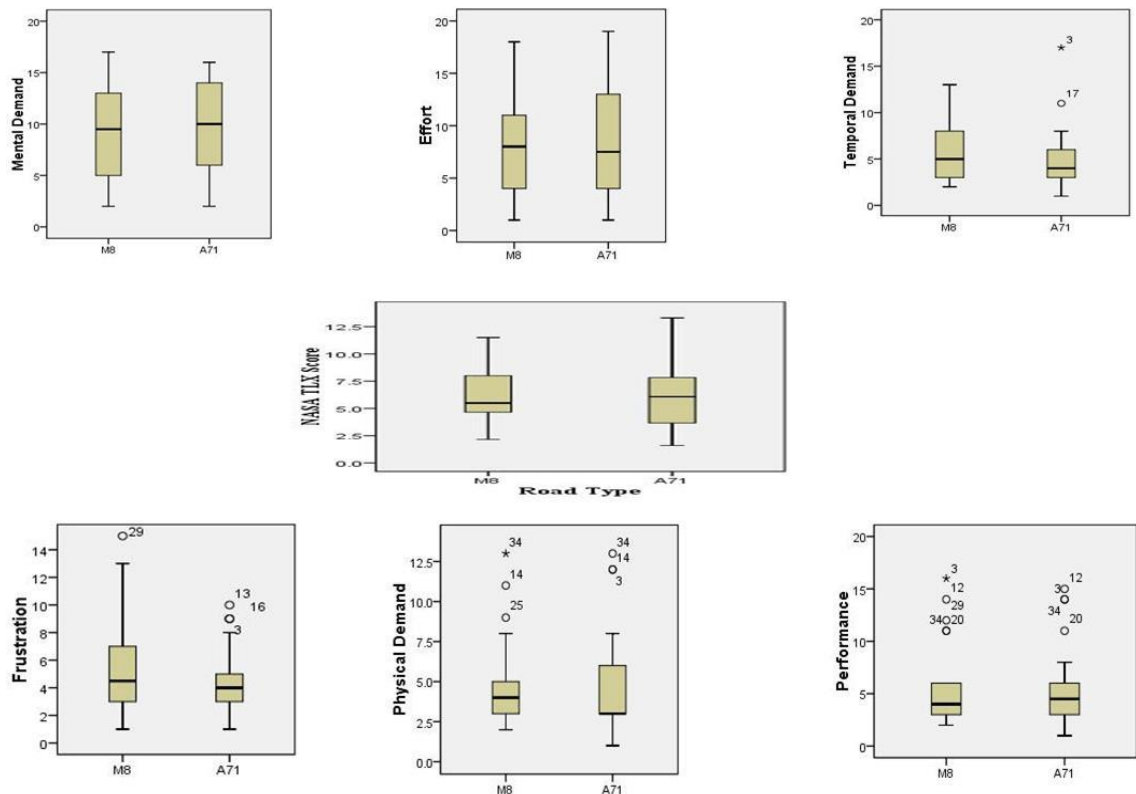 20
15
10
5
0
Mental Demand
M8
A71
20
15
10
5
0
Effort
M8
A71
20
15
10
5
0
Temporal Demand
3
17
M8
A71
12.5
10.0
7.5
5.0
2.5
0.0
NASA TLX Score
M8
A71
Road Type
14
12
10
8
6
4
2
0
Frustration
29
13
16
3
M8
A71
12.5
10.0
7.5
5.0
2.5
0.0
Physical Demand
34
14
25
34
14
3
M8
A71
20
15
10
5
0
Performance
3
12
29
34 20
12
3
34
20
M8
A71